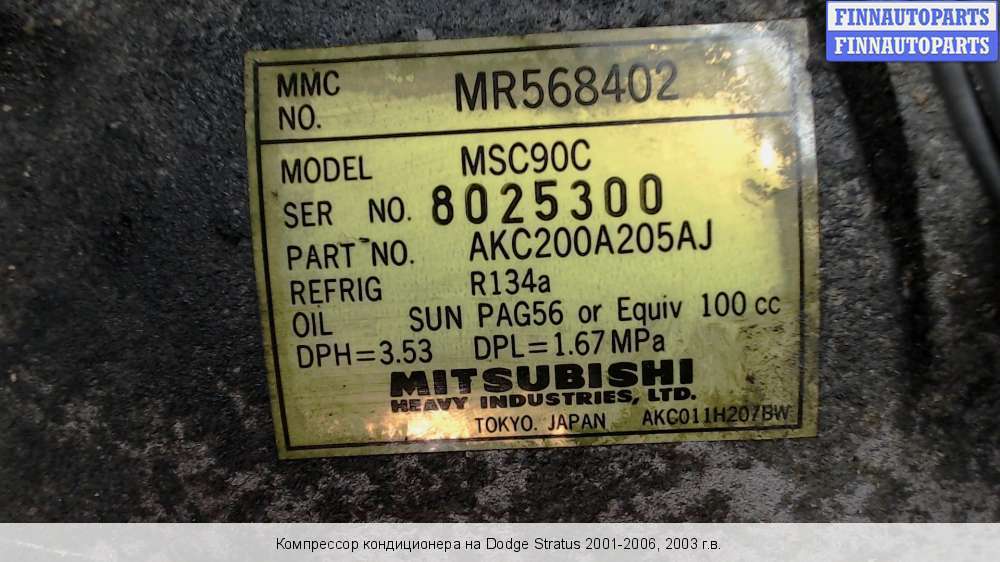 FINNAUTOPARTS
FINNAUTOPARTS
MMC NO. MR568402
MODEL MSC90C
SER NO. 8025300
PART NO. AKC200A205AJ
REFRIG R134a
OIL SUN PAG56 or Equiv 100 cc
DPH=3.53 DPL=1.67MPa
MITSUBISHI
HEAVY INDUSTRIES, LTD.
TOKYO. JAPAN AKC011H207BW
Компрессор кондиционера на Dodge Stratus 2001-2006, 2003 г.в.